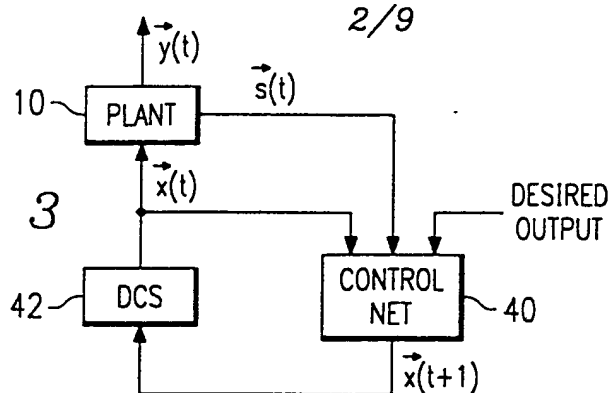 2/9
y⃗(t)
10
PLANT
s⃗(t)
x⃗(t)
3
DESIRED
OUTPUT
42
DCS
CONTROL
NET
40
x⃗(t+1)